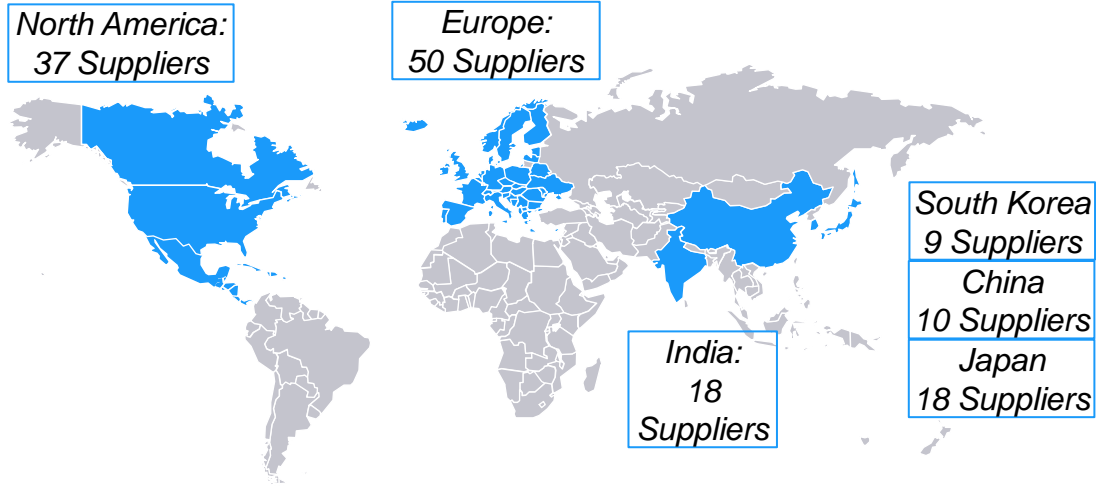 North America:
37 Suppliers
Europe:
50 Suppliers
South Korea
9 Suppliers
China
10 Suppliers
Japan
18 Suppliers
India:
18
Suppliers